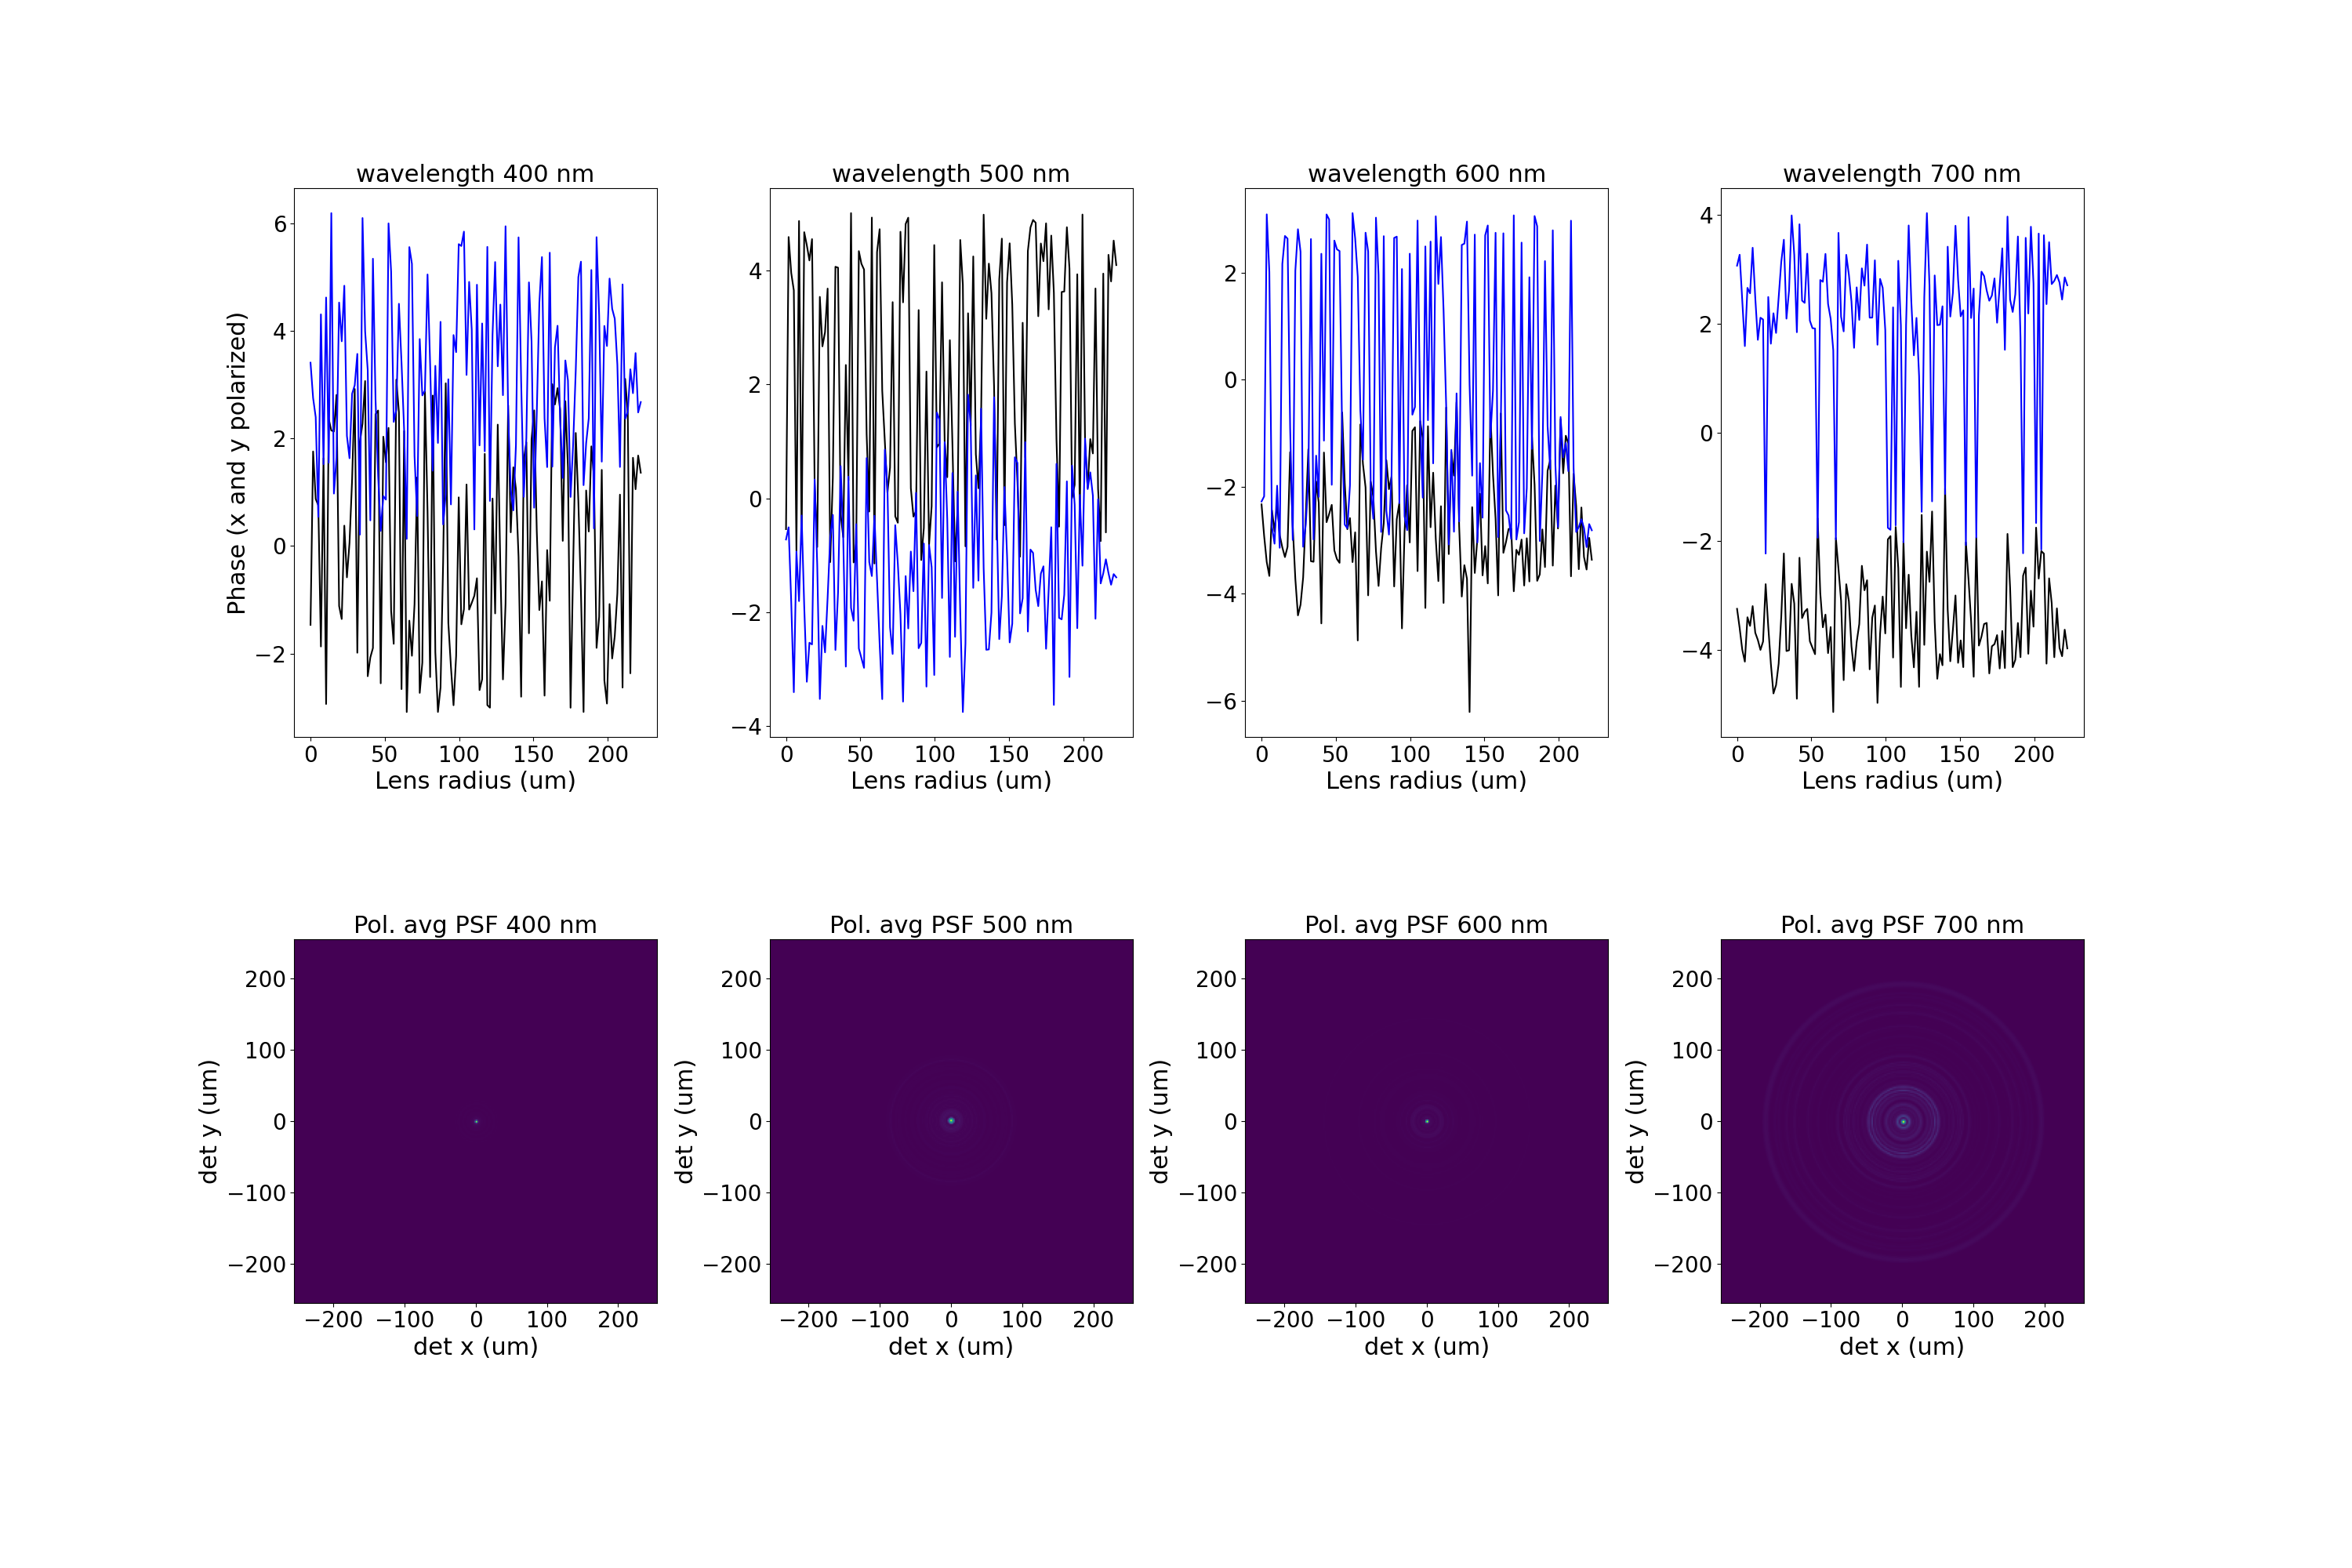 wavelength 400 nm
wavelength 500 nm
wavelength 600 nm
wavelength 700 nm
Phase (x and y polarized)
6
4
2
0
−2
4
2
0
−2
−4
2
0
−2
−4
−6
4
2
0
−2
−4
0 50 100 150 200
0 50 100 150 200
0 50 100 150 200
0 50 100 150 200
Lens radius (um)
Lens radius (um)
Lens radius (um)
Lens radius (um)
Pol. avg PSF 400 nm
Pol. avg PSF 500 nm
Pol. avg PSF 600 nm
Pol. avg PSF 700 nm
det y (um)
200
100
0
−100
−200
det y (um)
200
100
0
−100
−200
det y (um)
200
100
0
−100
−200
det y (um)
200
100
0
−100
−200
−200 −100 0 100 200
−200 −100 0 100 200
−200 −100 0 100 200
−200 −100 0 100 200
det x (um)
det x (um)
det x (um)
det x (um)